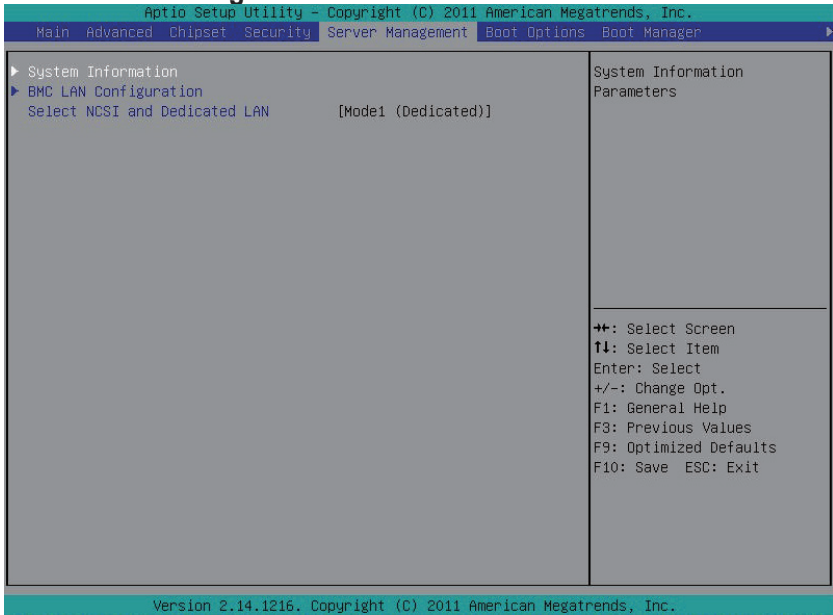 Aptio Setup Utility – Copyright (C) 2011 American Megatrends, Inc.
Main Advanced Chipset Security Server Management Boot Options Boot Manager
System Information
BMC LAN Configuration
Select NCSI and Dedicated LAN [Mode1 (Dedicated)]
System Information
Parameters
→←: Select Screen
↑↓: Select Item
Enter: Select
+/-: Change Opt.
F1: General Help
F3: Previous Values
F9: Optimized Defaults
F10: Save ESC: Exit
Version 2.14.1216. Copyright (C) 2011 American Megatrends, Inc.